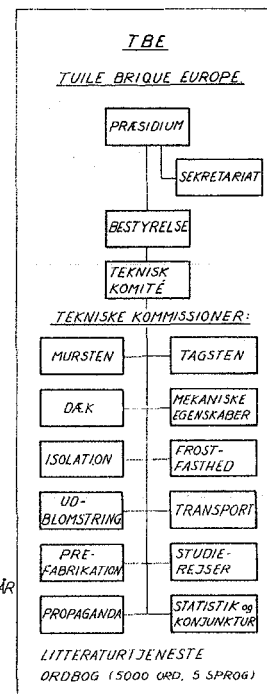 TBE
TUILE BRIQUE EUROPE
PRÆSIDIUM
SEKRETARIAT
BESTYRELSE
TEKNISK
KOMITÉ
TEKNISKE KOMMISSIONER:
MURSTEN
TAGSTEN
DÆK
MEKANISKE
EGENSKABER
ISOLATION
FROST-
FASTHED
UD-
BLOMSTRING
TRANSPORT
PRE-
FABRIKATION
STUDIE-
REJSER
ÅR
PROPAGANDA
STATISTIK og
KONJUNKTUR
LITTERATURTJENESTE
ORDBOG (5000 ORD, 5 SPROG)